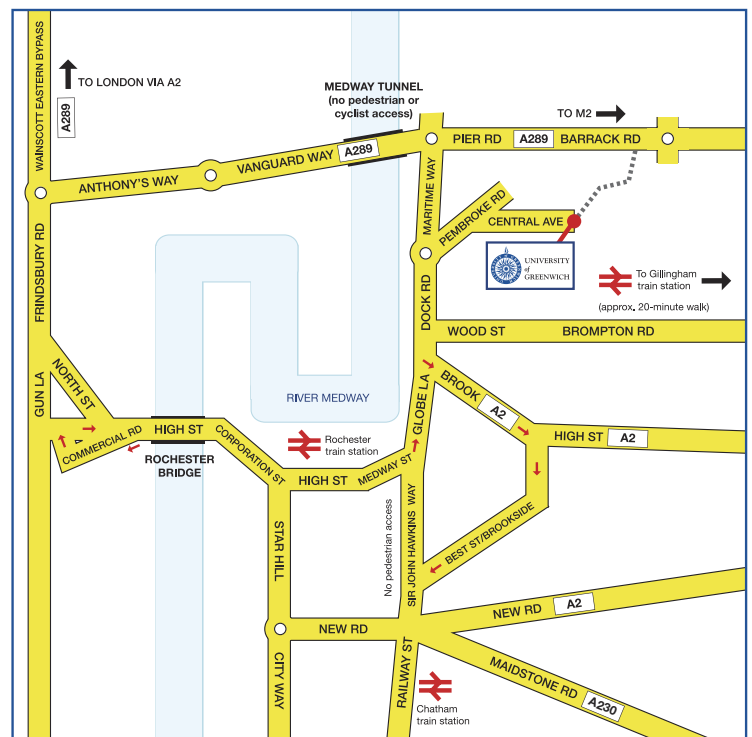 WAINSCOTT EASTERN BYPASS
TO LONDON VIA A2
A289
MEDWAY TUNNEL
(no pedestrian or
cyclist access)
TO M2
PIER RD
A289
BARRACK RD
A289
VANGUARD WAY
ANTHONY'S WAY
MARITIME WAY
PEMBROKE RD
CENTRAL AVE
UNIVERSITY
of
GREENWICH
To Gillingham
train station
(approx. 20-minute walk)
FRINDSBURY RD
DOCK RD
WOOD ST
BROMPTON RD
NORTH ST
GUN LA
RIVER MEDWAY
GLOBE LA
BROOK
A2
HIGH ST
A2
COMMERCIAL RD
HIGH ST
ROCHESTER
BRIDGE
CORPORATION ST
Rochester
train station
HIGH ST
MEDWAY ST
No pedestrian access
SIR JOHN HAWKINS WAY
BEST ST/BROOKSIDE
STAR HILL
NEW RD
NEW RD
A2
CITY WAY
RAILWAY ST
MAIDSTONE RD
A230
Chatham
train station